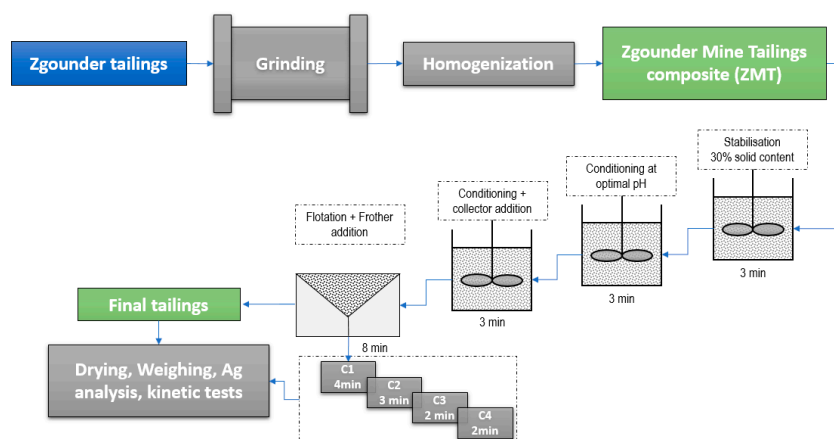 Zgounder tailings
Grinding
Homogenization
Zgounder Mine Tailings
composite (ZMT)
Stabilisation
30% solid content
Conditioning at
optimal pH
Conditioning +
collector addition
Flotation + Frother
addition
3 min
3 min
3 min
8 min
Final tailings
Drying, Weighing, Ag
analysis, kinetic tests
C1
4min
C2
3 min
C3
2 min
C4
2min